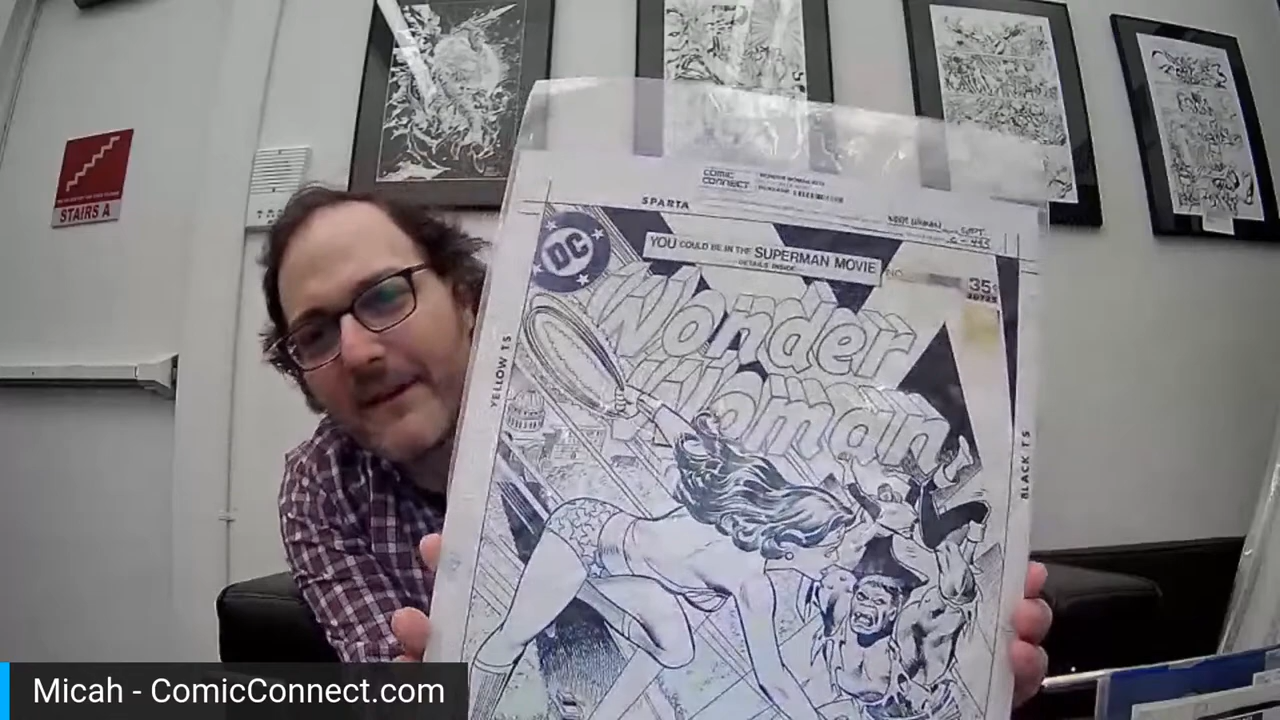 STAIRS A
COMIC
CONNECT
SPARTA
DC
YOU COULD BE IN THE SUPERMAN MOVIE
DETAILS INSIDE
NO.
35¢
Wonder
Woman
YELLOW TS
BLACK TS
Micah - ComicConnect.com